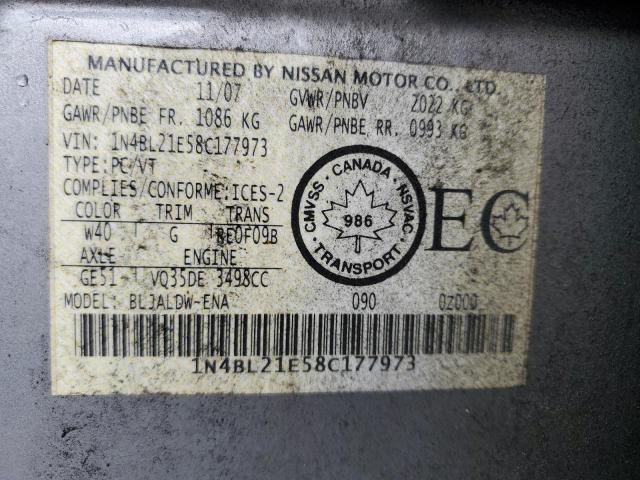 MANUFACTURED BY NISSAN MOTOR CO., LTD.
DATE 11/07 GVWR/PNBV 2022 KG
GAWR/PNBE FR. 1086 KG GAWR/PNBE RR. 0993 KG
VIN: 1N4BL21E58C177973
TYPE:PC/VT
COMPLIES/CONFORME:ICES-2
COLOR TRIM TRANS
W40 G RE0F09B
AXLE ENGINE
GE51 VQ35DE 3498CC
MODEL: BL3ALDW-ENA 090 0z000
CANADA · NSVAC · TRANSPORT · CMVSS ·
986
EC
1N4BL21E58C177973